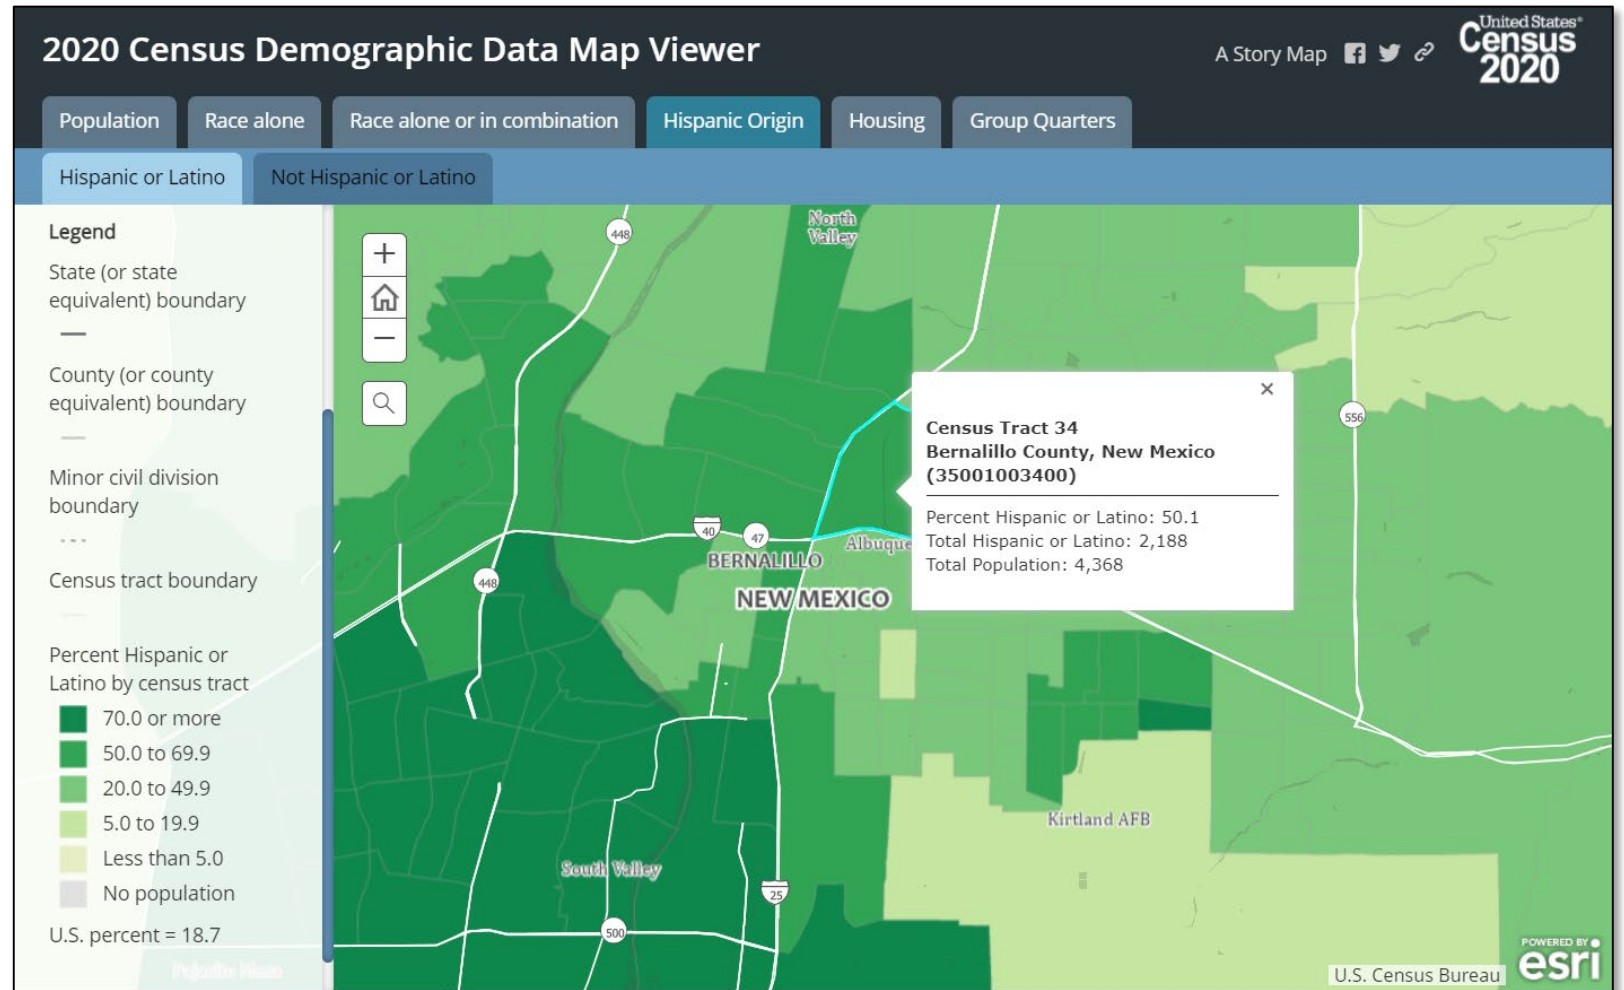 2020 Census Demographic Data Map Viewer
A Story Map
United States®
Census
2020
Population
Race alone
Race alone or in combination
Hispanic Origin
Housing
Group Quarters
Hispanic or Latino
Not Hispanic or Latino
Legend
State (or state
equivalent) boundary
County (or county
equivalent) boundary
Minor civil division
boundary
Census tract boundary
Percent Hispanic or
Latino by census tract
70.0 or more
50.0 to 69.9
20.0 to 49.9
5.0 to 19.9
Less than 5.0
No population
U.S. percent = 18.7
+
−
North
Valley
448
556
40
47
Albuque
BERNALILLO
448
NEW MEXICO
Census Tract 34
Bernalillo County, New Mexico
(35001003400)
Percent Hispanic or Latino: 50.1
Total Hispanic or Latino: 2,188
Total Population: 4,368
Kirtland AFB
South Valley
25
500
U.S. Census Bureau
POWERED BY
esri